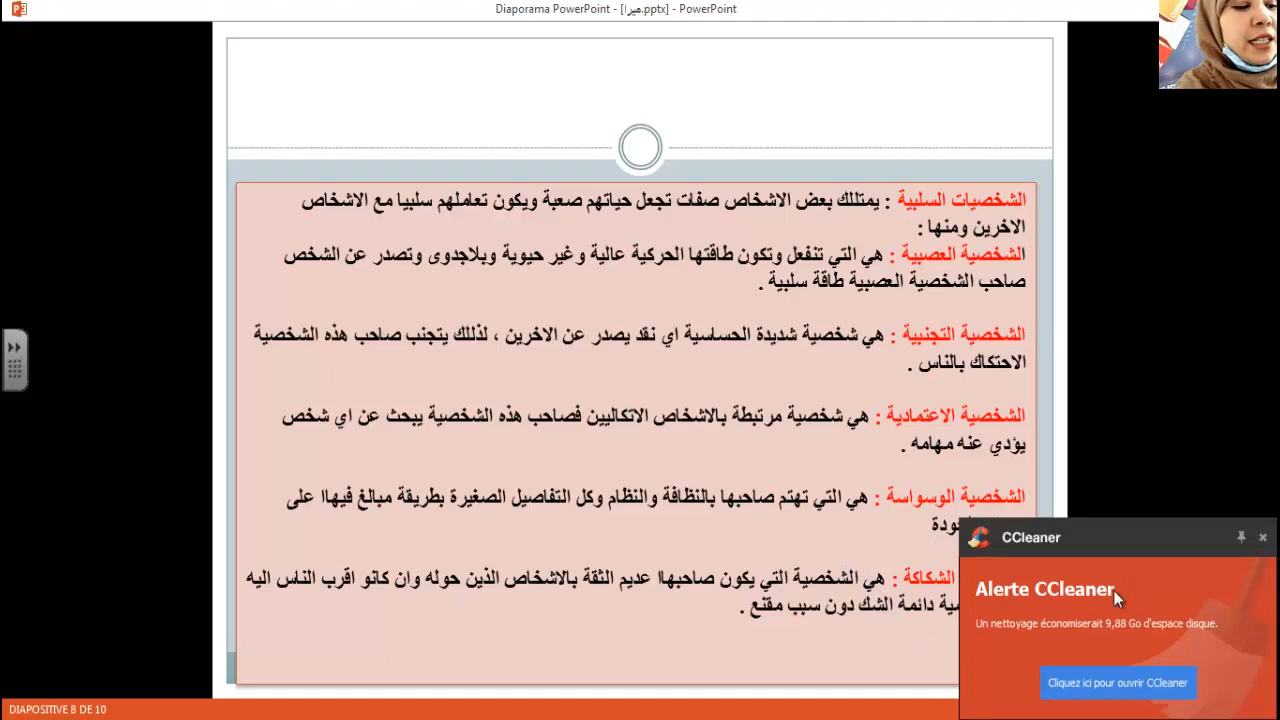 Diaporama PowerPoint - [ميرا.pptx] - PowerPoint
الشخصيات السلبية : يمتللك بعض الاشخاص صفات تجعل حياتهم صعبة ويكون تعاملهم سلبيا مع الاشخاص
الاخرين ومنها :
الشخصية العصبية : هي التي تنفعل وتكون طاقتها الحركية عالية وغير حيوية وبلاجدوى وتصدر عن الشخص
صاحب الشخصية العصبية طاقة سلبية .
الشخصية التجنبية : هي شخصية شديدة الحساسية اي نقد يصدر عن الاخرين ، لذللك يتجنب صاحب هذه الشخصية
الاحتكاك بالناس .
الشخصية الاعتمادية : هي شخصية مرتبطة بالاشخاص الاتكاليين فصاحب هذه الشخصية يبحث عن اي شخص
يؤدي عنه مهامه .
الشخصية الوسواسة : هي التي تهتم صاحبها بالنظافة والنظام وكل التفاصيل الصغيرة بطريقة مبالغ فيهاا على
الشكاكة : هي الشخصية التي يكون صاحبهاا عديم الثقة بالاشخاص الذين حوله وان كانو اقرب الناس اليه
دائمة الشك دون سبب مقنع .
CCleaner
Alerte CCleaner
Un nettoyage économiserait 9,88 Go d'espace disque.
Cliquez ici pour ouvrir CCleaner
DIAPOSITIVE 8 DE 10